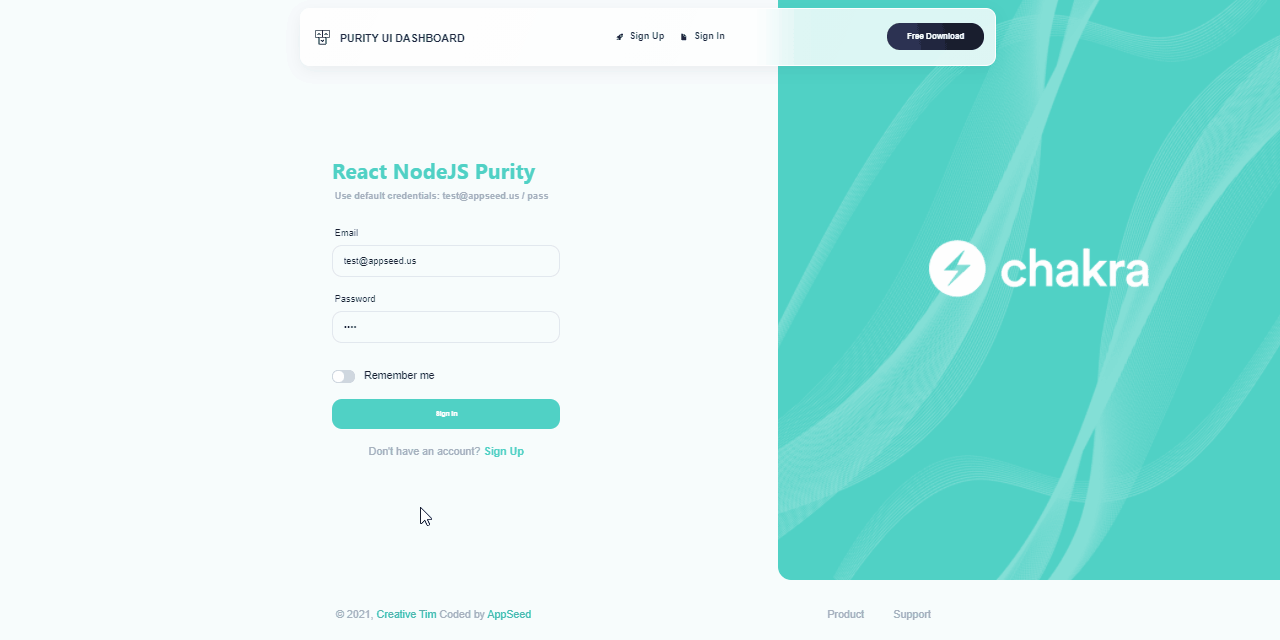 PURITY UI DASHBOARD
Sign Up
Sign In
Free Download
React NodeJS Purity
Use default credentials: test@appseed.us / pass
Email
test@appseed.us
Password
••••
Remember me
Sign In
Don't have an account? Sign Up
chakra
© 2021, Creative Tim Coded by AppSeed
Product
Support